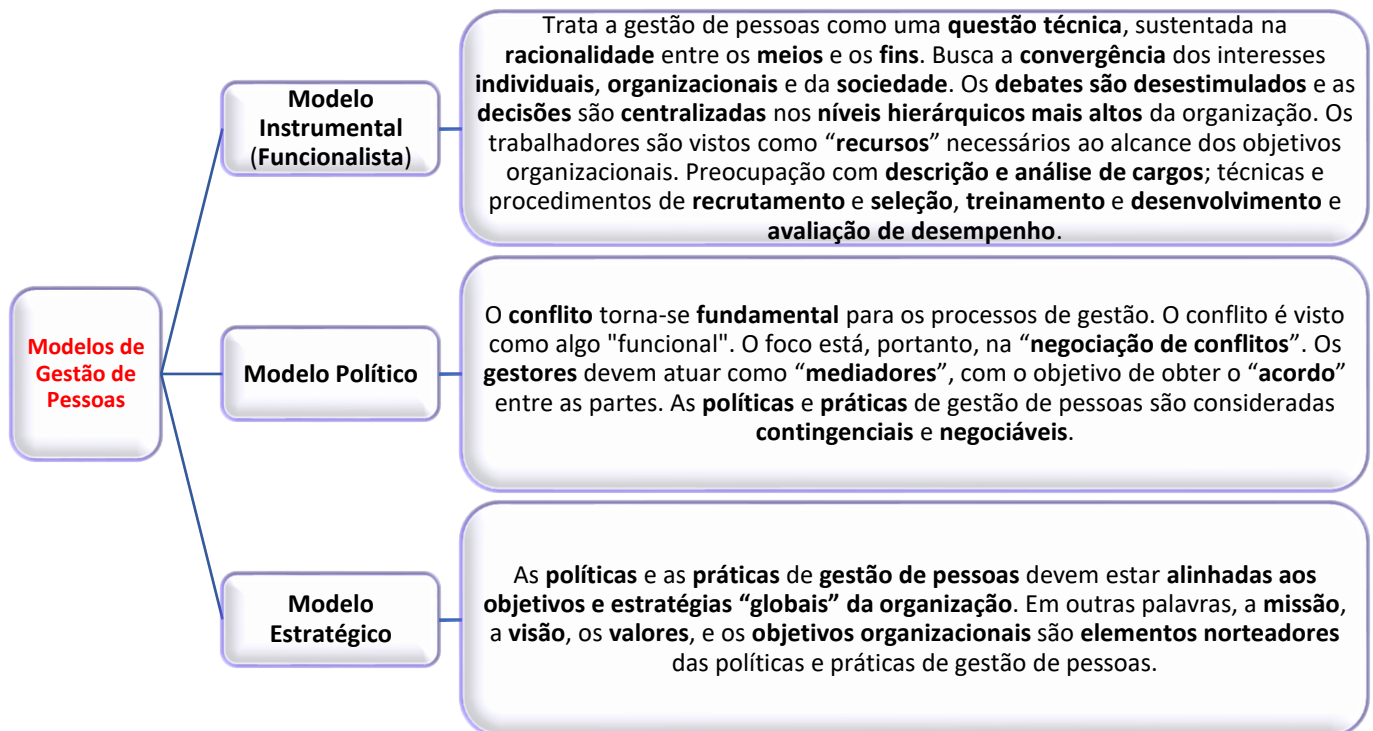 Modelos de
Gestão de
Pessoas
Modelo
Instrumental
(Funcionalista)
Trata a gestão de pessoas como uma questão técnica, sustentada na
racionalidade entre os meios e os fins. Busca a convergência dos interesses
individuais, organizacionais e da sociedade. Os debates são desestimulados e as
decisões são centralizadas nos níveis hierárquicos mais altos da organização. Os
trabalhadores são vistos como “recursos” necessários ao alcance dos objetivos
organizacionais. Preocupação com descrição e análise de cargos; técnicas e
procedimentos de recrutamento e seleção, treinamento e desenvolvimento e
avaliação de desempenho.
Modelo Político
O conflito torna-se fundamental para os processos de gestão. O conflito é visto
como algo "funcional". O foco está, portanto, na “negociação de conflitos”. Os
gestores devem atuar como “mediadores”, com o objetivo de obter o “acordo”
entre as partes. As políticas e práticas de gestão de pessoas são consideradas
contingenciais e negociáveis.
Modelo
Estratégico
As políticas e as práticas de gestão de pessoas devem estar alinhadas aos
objetivos e estratégias “globais” da organização. Em outras palavras, a missão,
a visão, os valores, e os objetivos organizacionais são elementos norteadores
das políticas e práticas de gestão de pessoas.